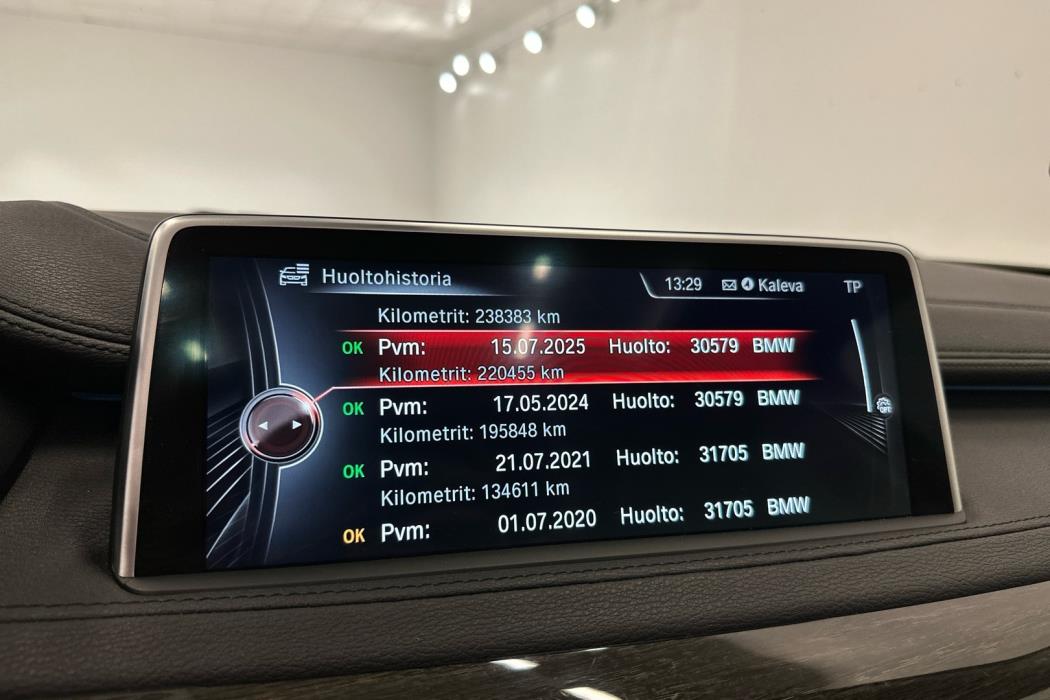 Huoltohistoria 13:29 Kaleva TP
Kilometrit: 238383 km
OK Pvm: 15.07.2025 Huolto: 30579 BMW
Kilometrit: 220455 km
OK Pvm: 17.05.2024 Huolto: 30579 BMW
Kilometrit: 195848 km
OK Pvm: 21.07.2021 Huolto: 31705 BMW
Kilometrit: 134611 km
OK Pvm: 01.07.2020 Huolto: 31705 BMW